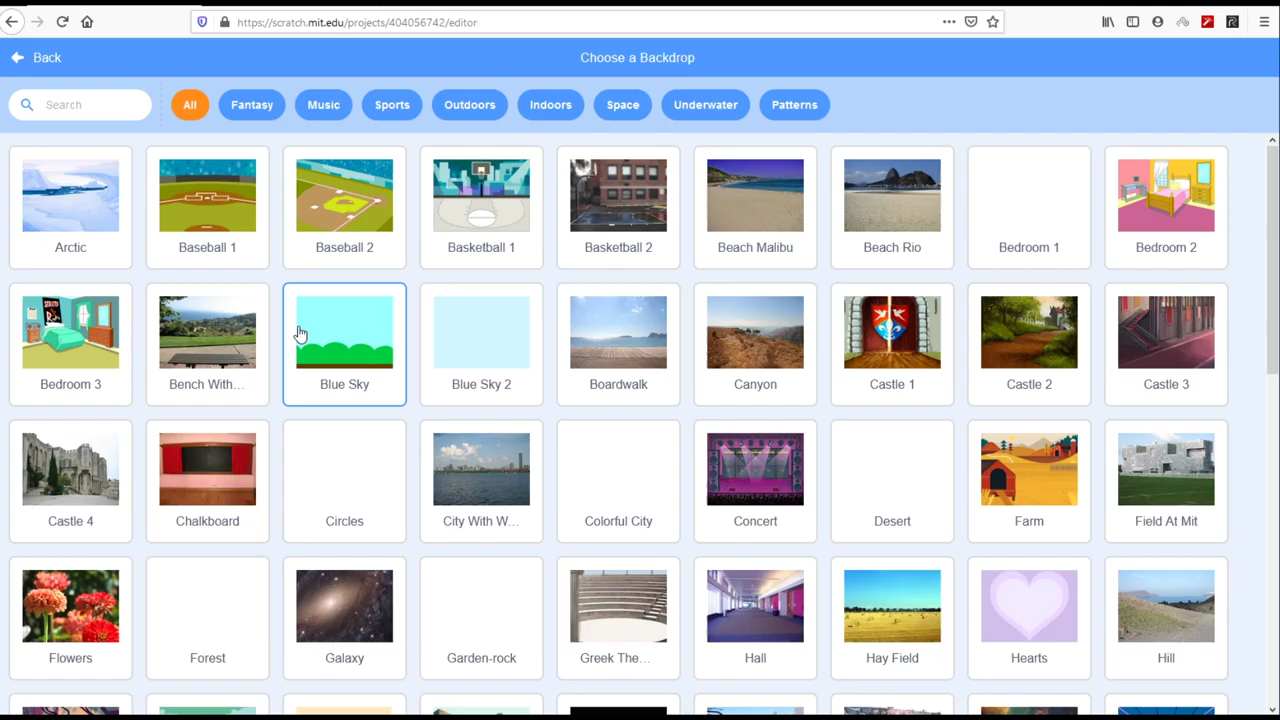 https://scratch.mit.edu/projects/404056742/editor
Back
Choose a Backdrop
Search
All
Fantasy
Music
Sports
Outdoors
Indoors
Space
Underwater
Patterns
Arctic
Baseball 1
Baseball 2
Basketball 1
Basketball 2
Beach Malibu
Beach Rio
Bedroom 1
Bedroom 2
Bedroom 3
Bench With...
Blue Sky
Blue Sky 2
Boardwalk
Canyon
Castle 1
Castle 2
Castle 3
Castle 4
Chalkboard
Circles
City With W...
Colorful City
Concert
Desert
Farm
Field At Mit
Flowers
Forest
Galaxy
Garden-rock
Greek The...
Hall
Hay Field
Hearts
Hill